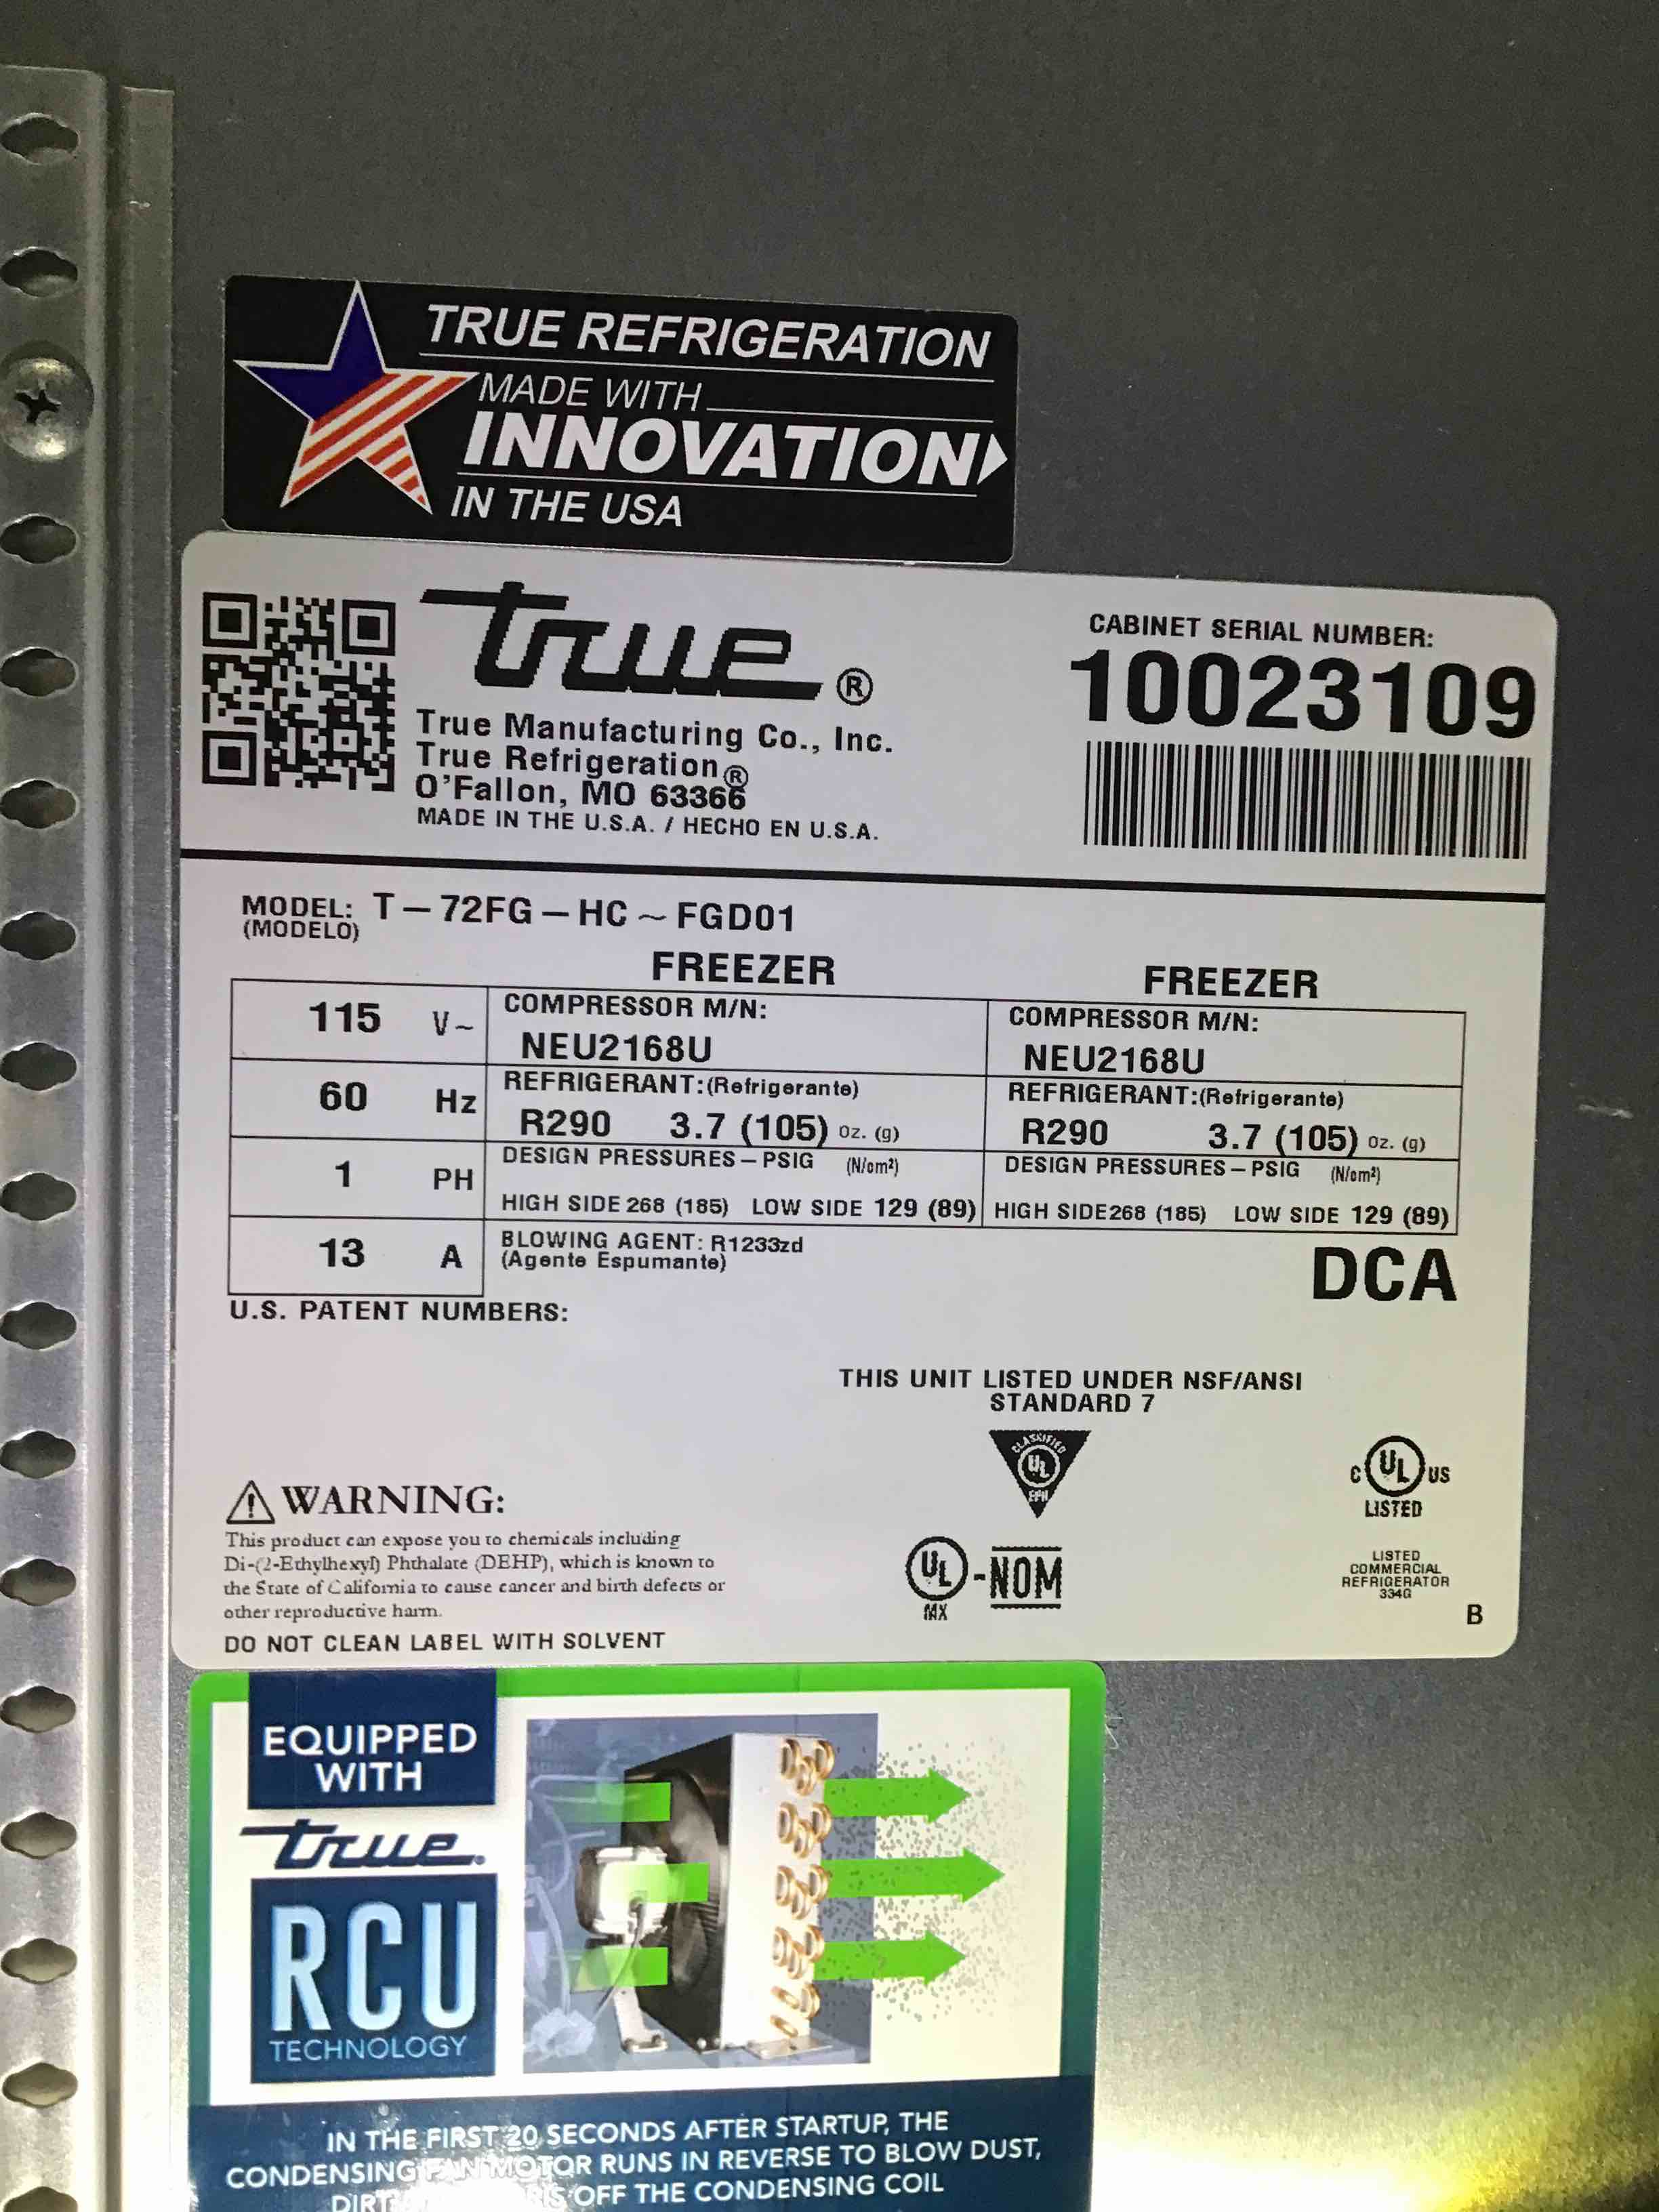 TRUE REFRIGERATION
MADE WITH
INNOVATION
IN THE USA
true®
True Manufacturing Co., Inc.
True Refrigeration®
O'Fallon, MO 63366
MADE IN THE U.S.A. / HECHO EN U.S.A.
CABINET SERIAL NUMBER:
10023109
MODEL: T-72FG-HC~FGD01
(MODELO)
FREEZER
FREEZER
115 V~
60 Hz
1 PH
13 A
COMPRESSOR M/N:
NEU2168U
REFRIGERANT:(Refrigerante)
R290 3.7 (105) oz. (g)
DESIGN PRESSURES-PSIG (N/cm²)
HIGH SIDE 268 (185) LOW SIDE 129 (89)
COMPRESSOR M/N:
NEU2168U
REFRIGERANT:(Refrigerante)
R290 3.7 (105) oz. (g)
DESIGN PRESSURES-PSIG (N/cm²)
HIGH SIDE268 (185) LOW SIDE 129 (89)
BLOWING AGENT: R1233zd
(Agente Espumante)
DCA
U.S. PATENT NUMBERS:
THIS UNIT LISTED UNDER NSF/ANSI
STANDARD 7
CLASSIFIED
UL
EPH
C UL US
LISTED
UL -NOM
MX
LISTED
COMMERCIAL
REFRIGERATOR
334G
B
WARNING:
This product can expose you to chemicals including
Di-(2-Ethylhexyl) Phthalate (DEHP), which is known to
the State of California to cause cancer and birth defects or
other reproductive harm.
DO NOT CLEAN LABEL WITH SOLVENT
EQUIPPED
WITH
true®
RCU
TECHNOLOGY
IN THE FIRST 20 SECONDS AFTER STARTUP, THE
CONDENSING FAN MOTOR RUNS IN REVERSE TO BLOW DUST,
OFF THE CONDENSING COIL